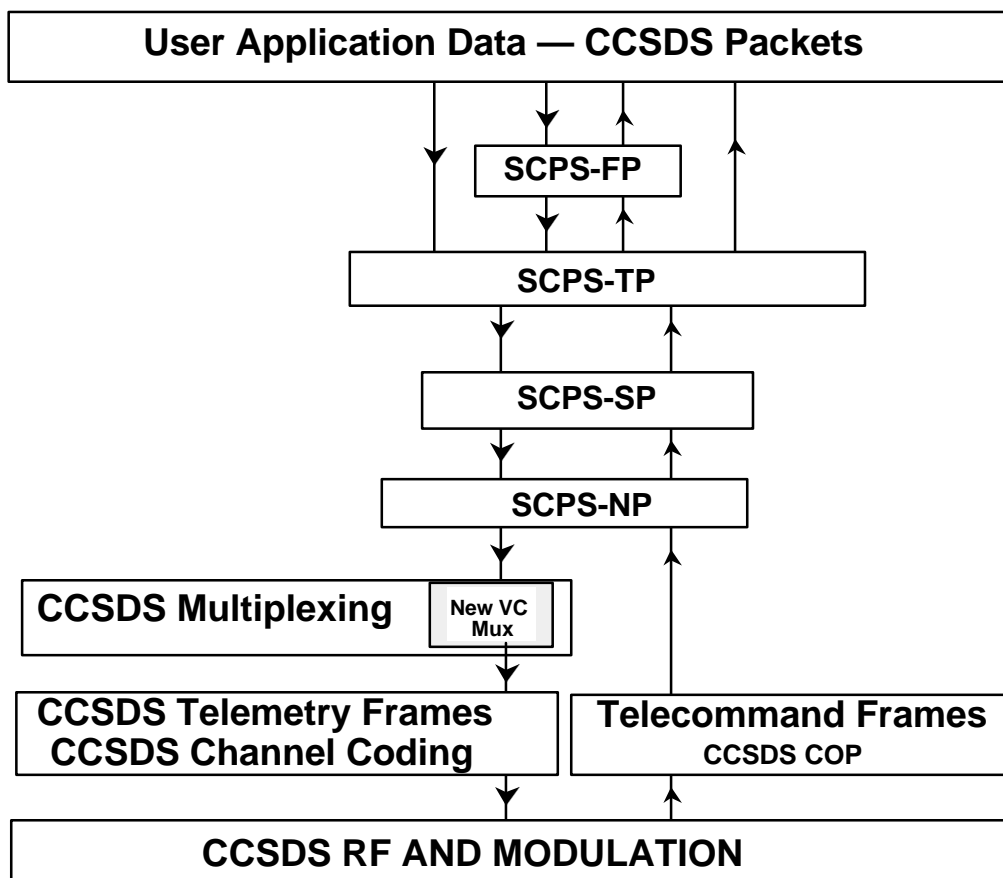 User Application Data — CCSDS Packets
SCPS-FP
SCPS-TP
SCPS-SP
SCPS-NP
CCSDS Multiplexing
New VC
Mux
CCSDS Telemetry Frames
CCSDS Channel Coding
Telecommand Frames
CCSDS COP
CCSDS RF AND MODULATION